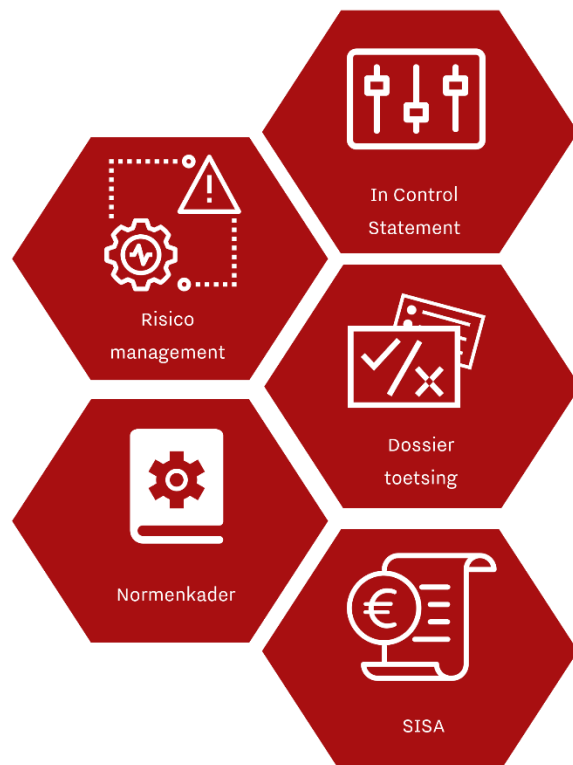 In Control
Statement
Risico
management
Dossier
toetsing
Normenkader
SISA